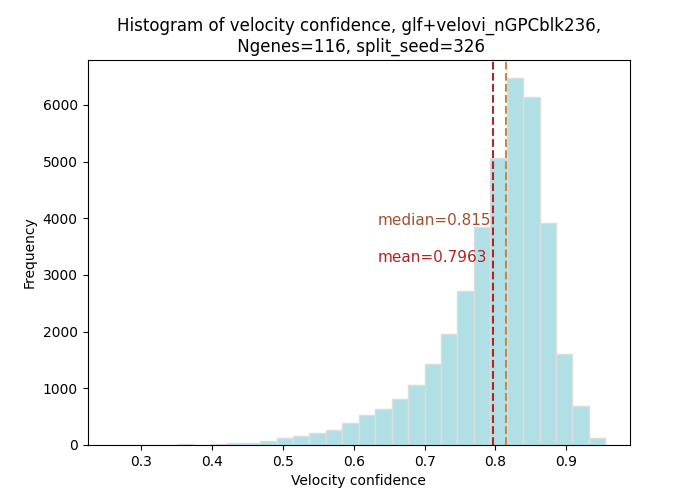 Histogram of velocity confidence, glf+velovi_nGPCblk236,
Ngenes=116, split_seed=326
6000
5000
4000
3000
2000
1000
0
Frequency
median=0.815
mean=0.7963
0.3 0.4 0.5 0.6 0.7 0.8 0.9
Velocity confidence